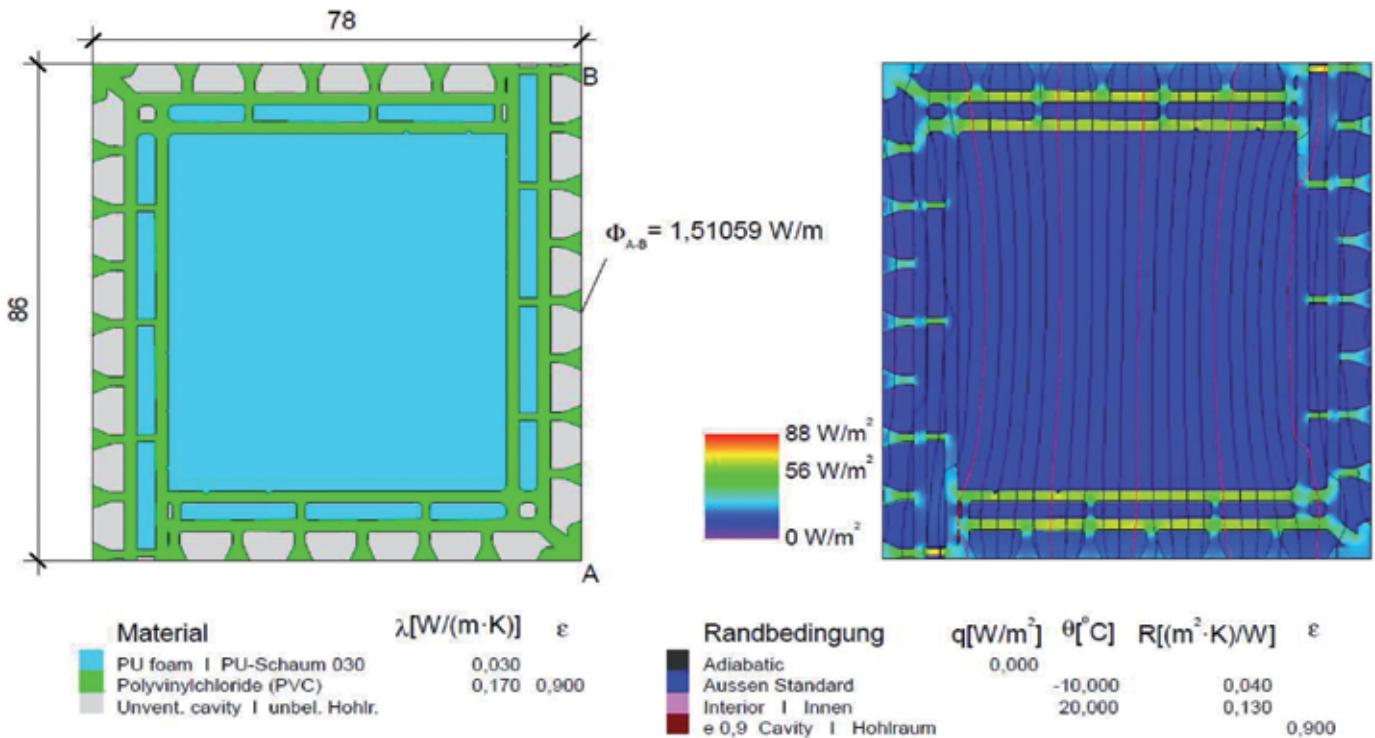 78
86
B
ΦA-B = 1,51059 W/m
A
88 W/m²
56 W/m²
0 W/m²
Material λ[W/(m·K)] ε
PU foam I PU-Schaum 030 0,030
Polyvinylchloride (PVC) 0,170 0,900
Unvent. cavity I unbel. Hohlr.
Randbedingung q[W/m²] θ[°C] R[(m²·K)/W] ε
Adiabatic 0,000
Aussen Standard -10,000 0,040
Interior I Innen 20,000 0,130
e 0,9 Cavity I Hohlraum 0,900